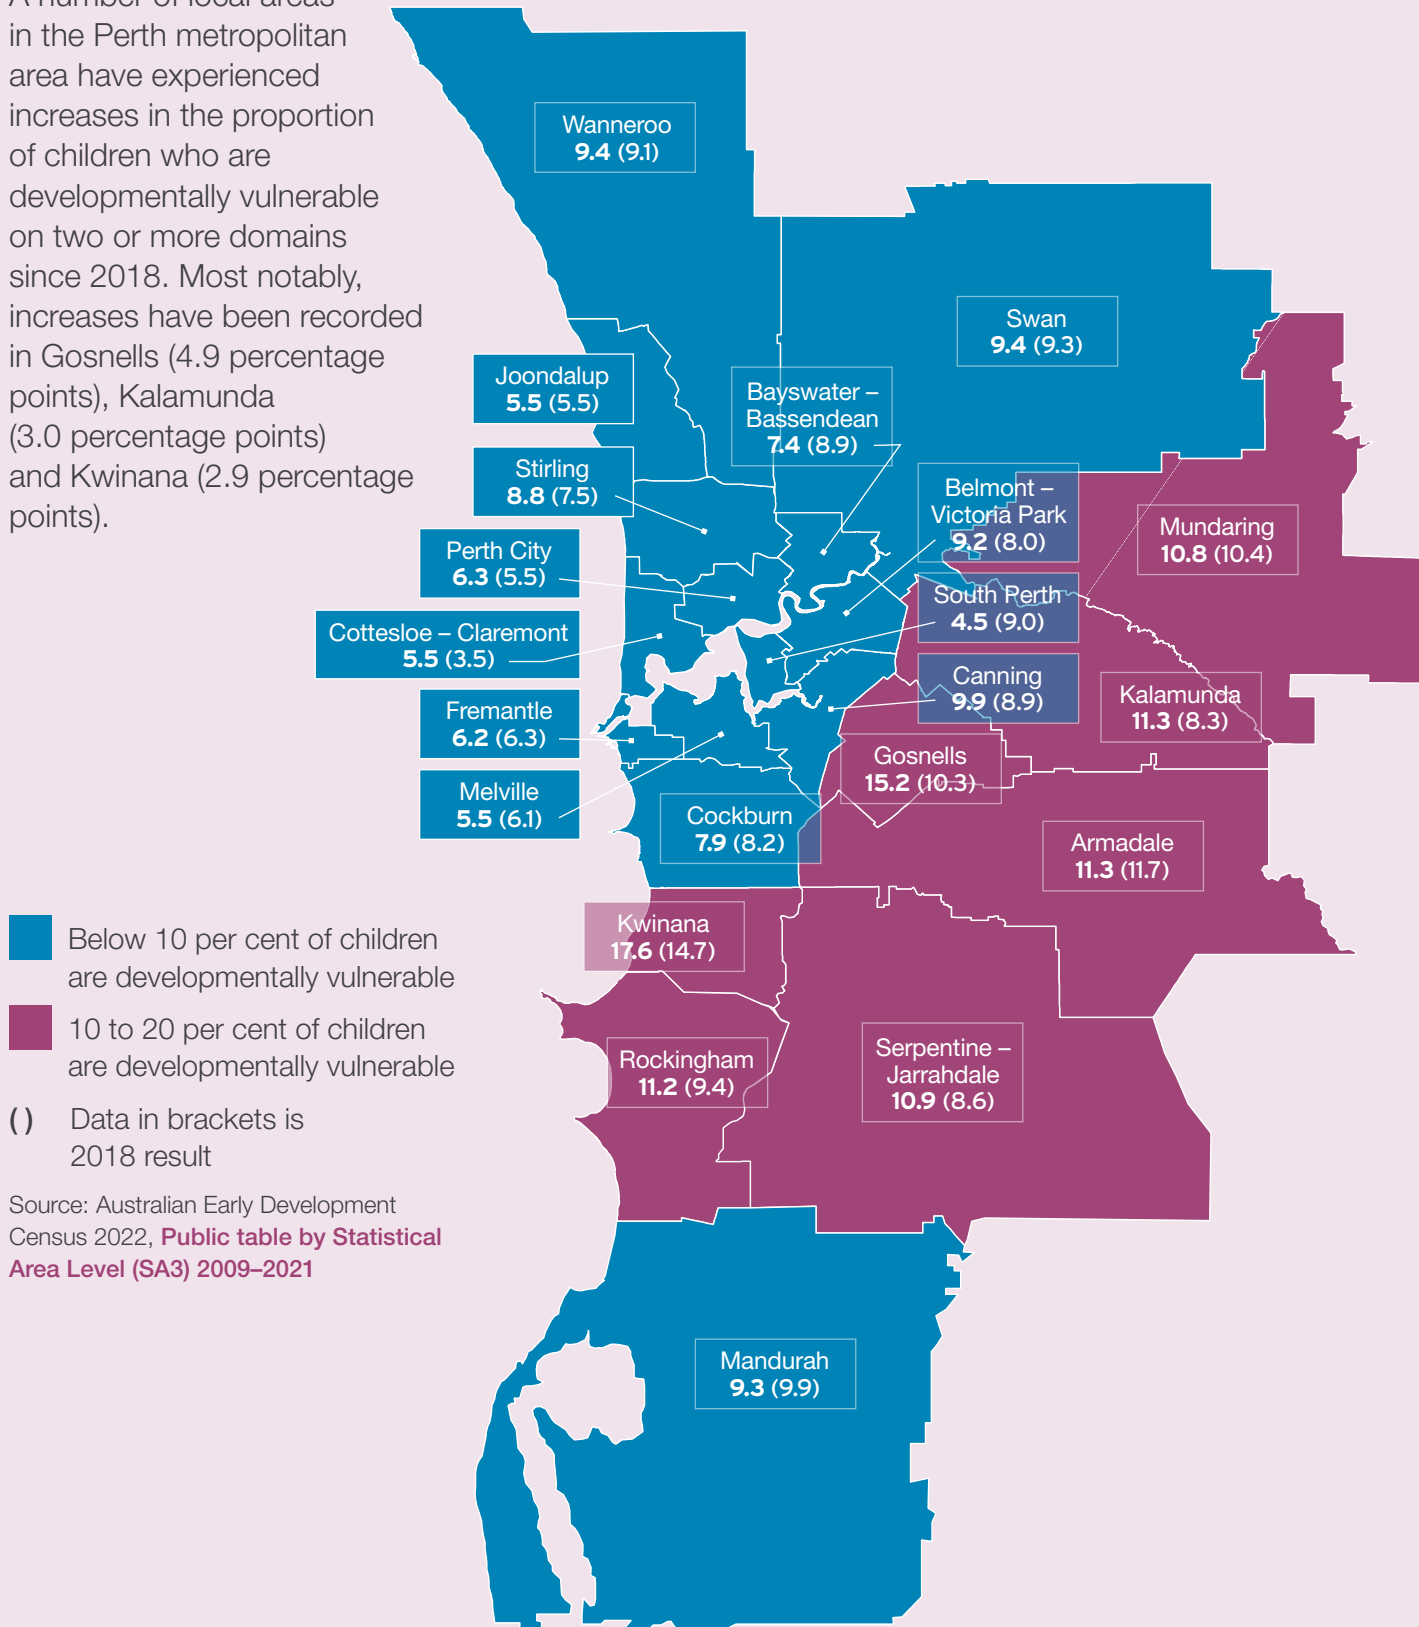 A number of local areas
in the Perth metropolitan
area have experienced
increases in the proportion
of children who are
developmentally vulnerable
on two or more domains
since 2018. Most notably,
increases have been recorded
in Gosnells (4.9 percentage
points), Kalamunda
(3.0 percentage points)
and Kwinana (2.9 percentage
points).
Wanneroo
9.4 (9.1)
Swan
9.4 (9.3)
Joondalup
5.5 (5.5)
Bayswater –
Bassendean
7.4 (8.9)
Stirling
8.8 (7.5)
Belmont –
Victoria Park
9.2 (8.0)
Mundaring
10.8 (10.4)
Perth City
6.3 (5.5)
South Perth
4.5 (9.0)
Cottesloe – Claremont
5.5 (3.5)
Canning
9.9 (8.9)
Kalamunda
11.3 (8.3)
Fremantle
6.2 (6.3)
Gosnells
15.2 (10.3)
Melville
5.5 (6.1)
Cockburn
7.9 (8.2)
Armadale
11.3 (11.7)
Kwinana
17.6 (14.7)
Rockingham
11.2 (9.4)
Serpentine –
Jarrahdale
10.9 (8.6)
Mandurah
9.3 (9.9)
Below 10 per cent of children
are developmentally vulnerable
10 to 20 per cent of children
are developmentally vulnerable
( ) Data in brackets is
2018 result
Source: Australian Early Development
Census 2022, Public table by Statistical
Area Level (SA3) 2009–2021